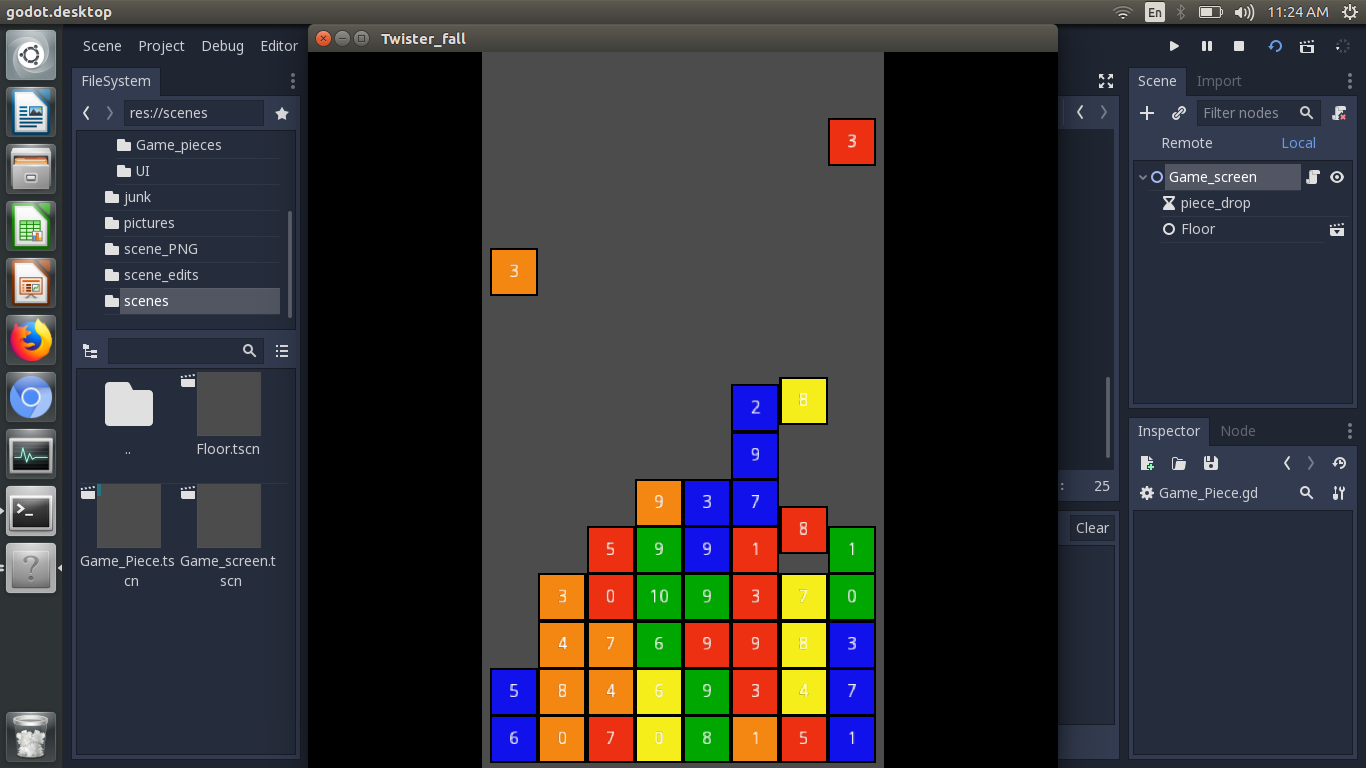 godot.desktop
En
11:24 AM
Scene Project Debug Editor
Twister_fall
FileSystem
res://scenes
Game_pieces
UI
junk
pictures
scene_PNG
scene_edits
scenes
..
Floor.tscn
Game_Piece.tscn
Game_screen.tscn
3
3
2 8
9
9 3 7
8
5 9 9 1 1
3 0 10 9 3 7 0
4 7 6 9 9 8 3
5 8 4 6 9 3 4 7
6 0 7 0 8 1 5 1
: 25
Clear
Scene Import
Filter nodes
Remote Local
Game_screen
piece_drop
Floor
Inspector Node
Game_Piece.gd